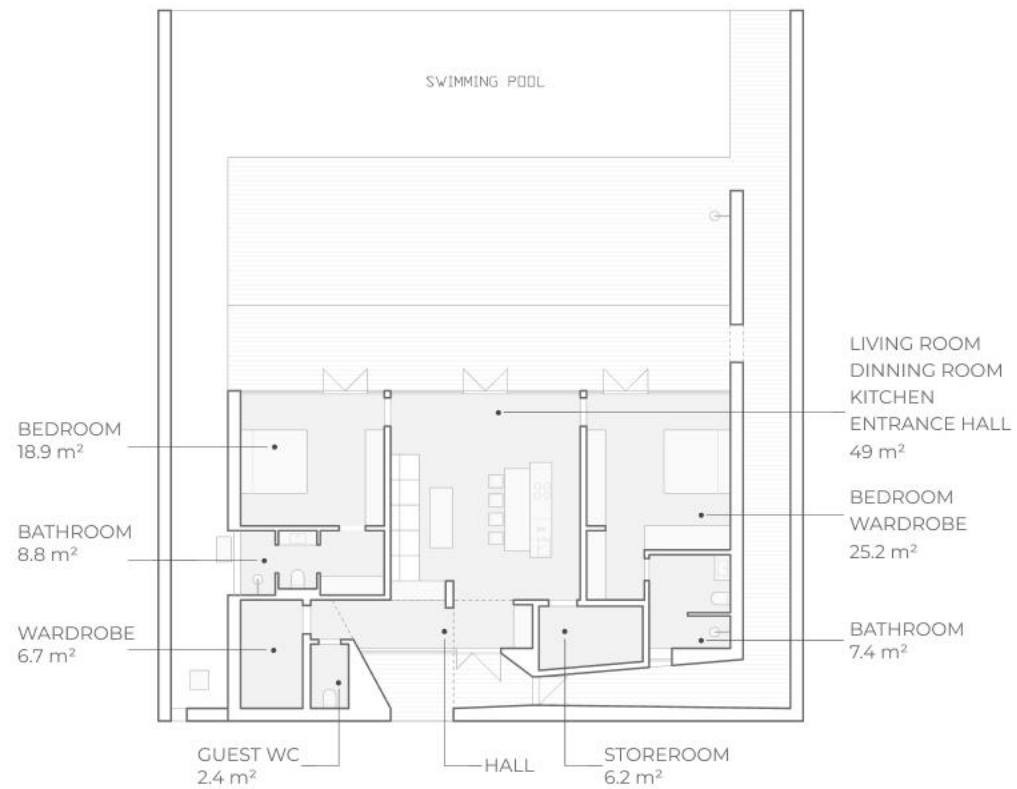 SWIMMING POOL
LIVING ROOM
DINNING ROOM
KITCHEN
ENTRANCE HALL
49 m²
BEDROOM
18.9 m²
BEDROOM
WARDROBE
25.2 m²
BATHROOM
8.8 m²
WARDROBE
6.7 m²
BATHROOM
7.4 m²
GUEST WC
2.4 m²
HALL
STOREROOM
6.2 m²